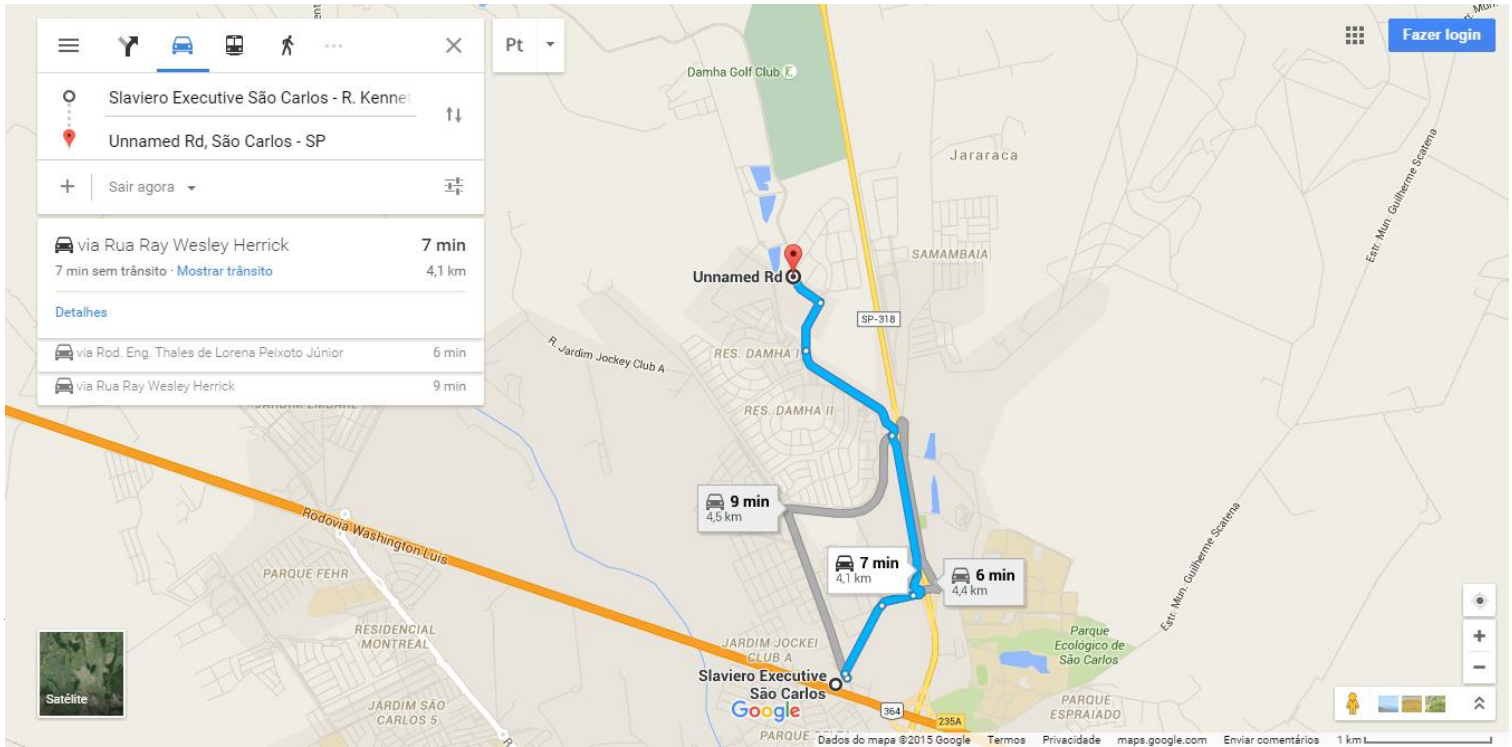 Slaviero Executive São Carlos - R. Kennet
Unnamed Rd, São Carlos - SP
Sair agora
via Rua Ray Wesley Herrick 7 min
7 min sem trânsito · Mostrar trânsito 4,1 km
Detalhes
via Rod. Eng. Thales de Lorena Peixoto Júnior 6 min
via Rua Ray Wesley Herrick 9 min
Pt
Fazer login
Damha Golf Club
Jararaca
Estr. Mun. Guilherme Scatena
SAMAMBAIA
Unnamed Rd
SP-318
R. Jardim Jockey Club A
RES. DAMHA I
RES. DAMHA II
JARDIM EMBARÉ
9 min
4,5 km
Rodovia Washington Luís
7 min
4,1 km
6 min
4,4 km
Estr. Mun. Guilherme Scatena
PARQUE FEHR
RESIDENCIAL
MONTREAL
JARDIM JOCKEI
CLUB A
Parque
Ecológico de
São Carlos
Slaviero Executive
São Carlos
Satélite
JARDIM SÃO
CARLOS 5
Google
364
235A
PARQUE
ESPRAIADO
PARQUE
Dados do mapa ©2015 Google Termos Privacidade maps.google.com Enviar comentários 1 km